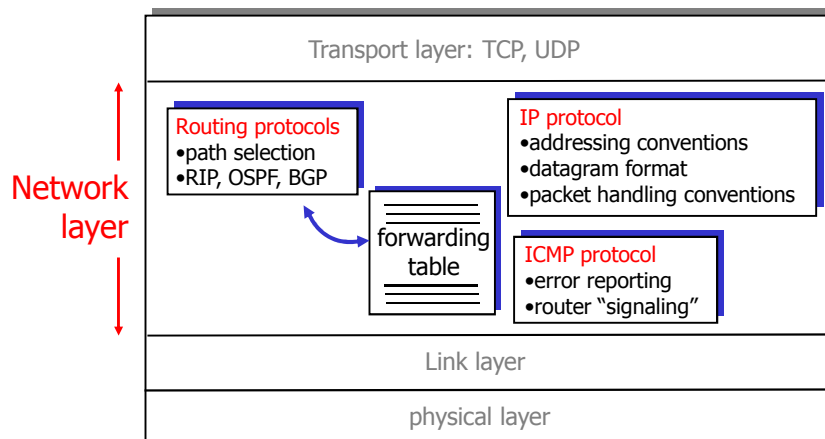 Transport layer: TCP, UDP
Network
layer
Routing protocols
•path selection
•RIP, OSPF, BGP
forwarding
table
IP protocol
•addressing conventions
•datagram format
•packet handling conventions
ICMP protocol
•error reporting
•router “signaling”
Link layer
physical layer